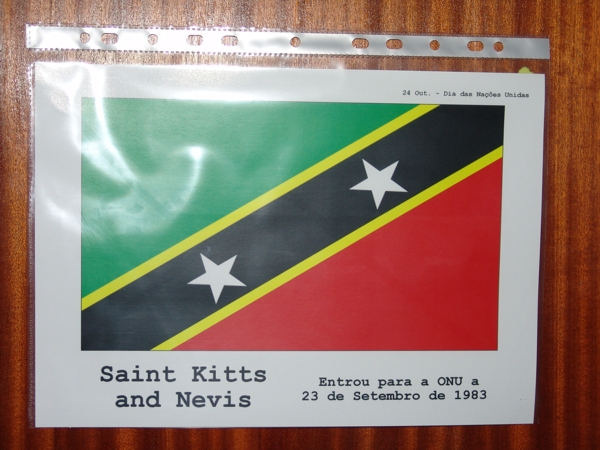 24 Out. - Dia das Nações Unidas
Saint Kitts
and Nevis
Entrou para a ONU a
23 de Setembro de 1983